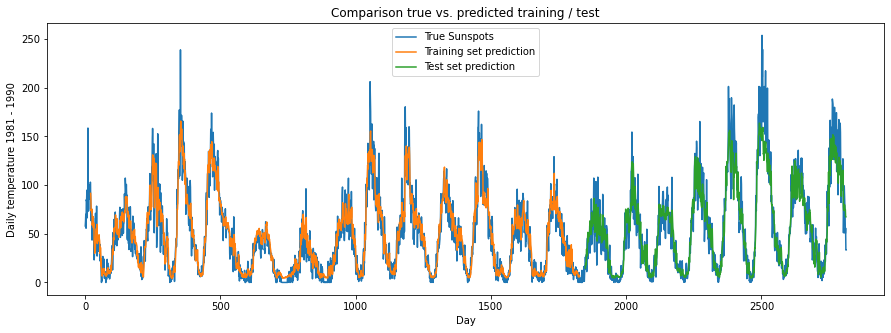 Comparison true vs. predicted training / test
True Sunspots
Training set prediction
Test set prediction
Daily temperature 1981 - 1990
250
200
150
100
50
0
0
500
1000
1500
2000
2500
Day